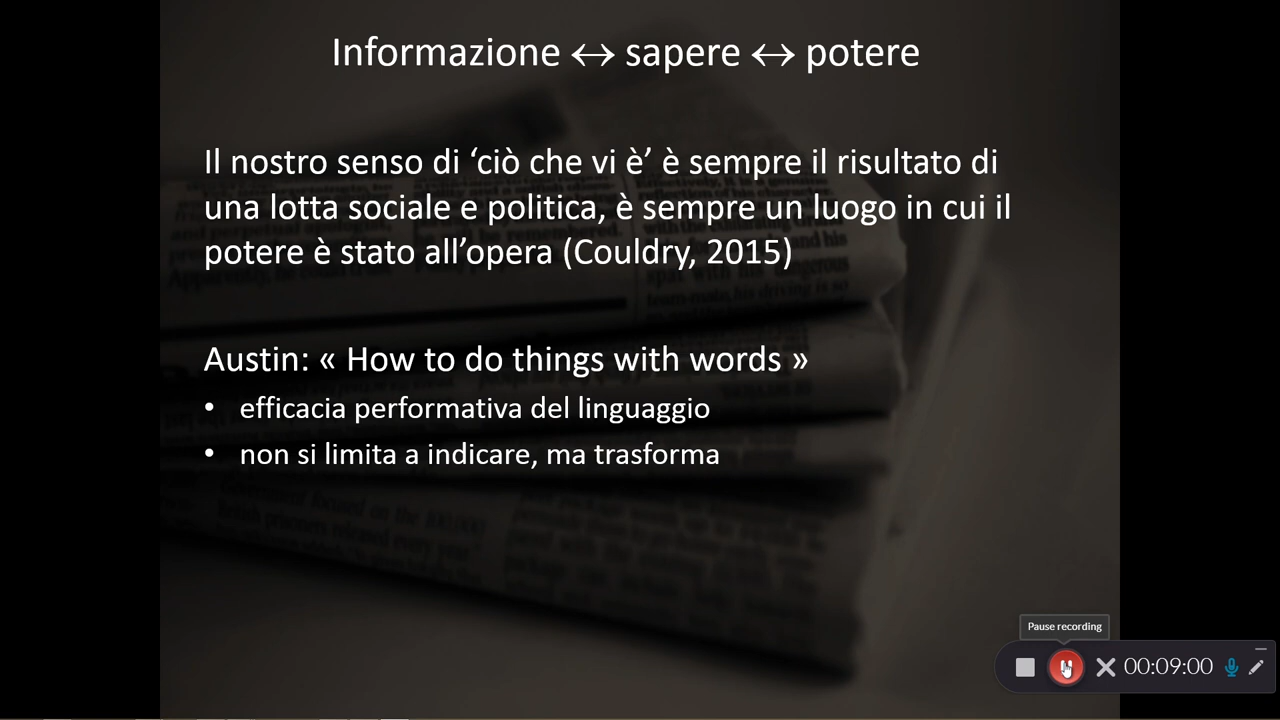 Informazione ↔ sapere ↔ potere
Il nostro senso di ‘ciò che vi è’ è sempre il risultato di
una lotta sociale e politica, è sempre un luogo in cui il
potere è stato all’opera (Couldry, 2015)
Austin: « How to do things with words »
• efficacia performativa del linguaggio
• non si limita a indicare, ma trasforma
Pause recording
00:09:00